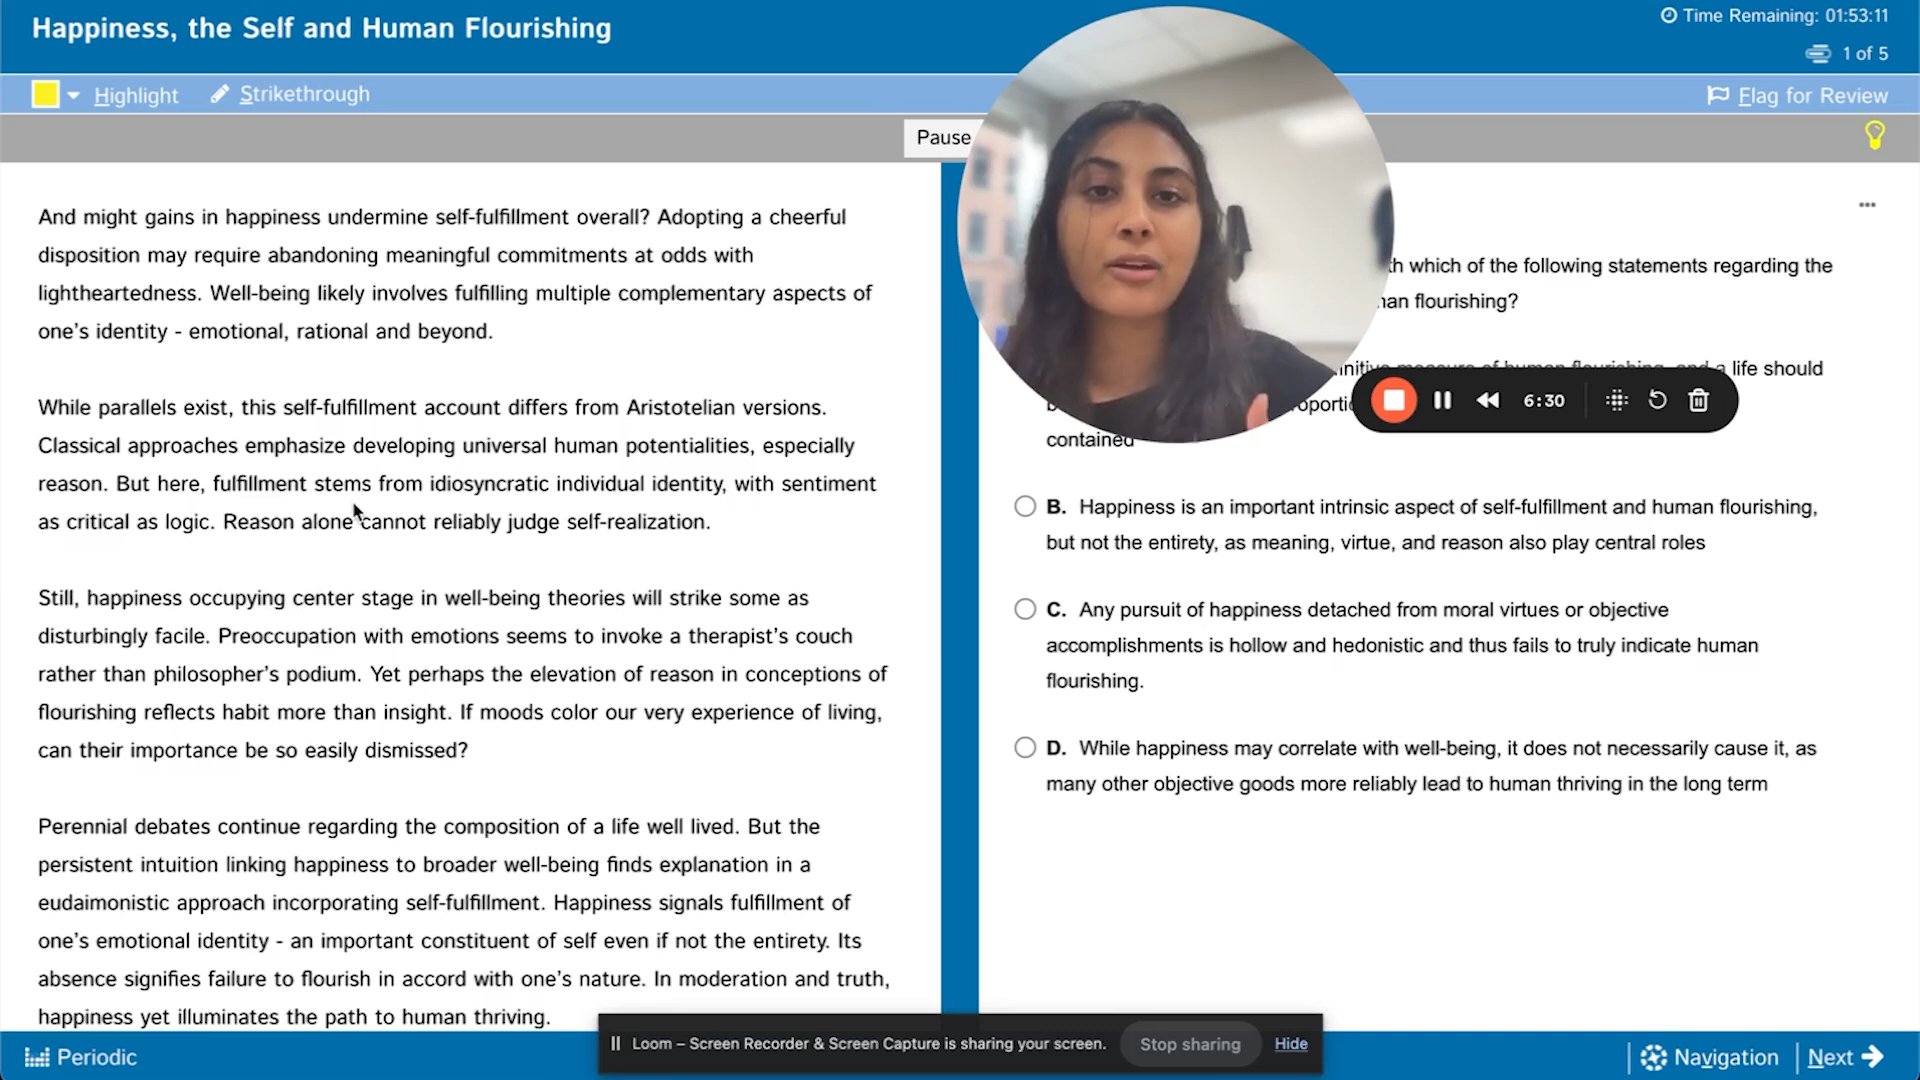 Happiness, the Self and Human Flourishing
Time Remaining: 01:53:11
1 of 5
Highlight
Strikethrough
Flag for Review
Pause
And might gains in happiness undermine self-fulfillment overall? Adopting a cheerful
disposition may require abandoning meaningful commitments at odds with
lightheartedness. Well-being likely involves fulfilling multiple complementary aspects of
one's identity - emotional, rational and beyond.
While parallels exist, this self-fulfillment account differs from Aristotelian versions.
Classical approaches emphasize developing universal human potentialities, especially
reason. But here, fulfillment stems from idiosyncratic individual identity, with sentiment
as critical as logic. Reason alone cannot reliably judge self-realization.
Still, happiness occupying center stage in well-being theories will strike some as
disturbingly facile. Preoccupation with emotions seems to invoke a therapist's couch
rather than philosopher's podium. Yet perhaps the elevation of reason in conceptions of
flourishing reflects habit more than insight. If moods color our very experience of living,
can their importance be so easily dismissed?
Perennial debates continue regarding the composition of a life well lived. But the
persistent intuition linking happiness to broader well-being finds explanation in a
eudaimonistic approach incorporating self-fulfillment. Happiness signals fulfillment of
one's emotional identity - an important constituent of self even if not the entirety. Its
absence signifies failure to flourish in accord with one's nature. In moderation and truth,
happiness yet illuminates the path to human thriving.
which of the following statements regarding the
flourishing?
measure of human flourishing, and a life should
contained
6:30
B. Happiness is an important intrinsic aspect of self-fulfillment and human flourishing,
but not the entirety, as meaning, virtue, and reason also play central roles
C. Any pursuit of happiness detached from moral virtues or objective
accomplishments is hollow and hedonistic and thus fails to truly indicate human
flourishing.
D. While happiness may correlate with well-being, it does not necessarily cause it, as
many other objective goods more reliably lead to human thriving in the long term
Loom – Screen Recorder & Screen Capture is sharing your screen.
Stop sharing
Hide
Periodic
Navigation
Next